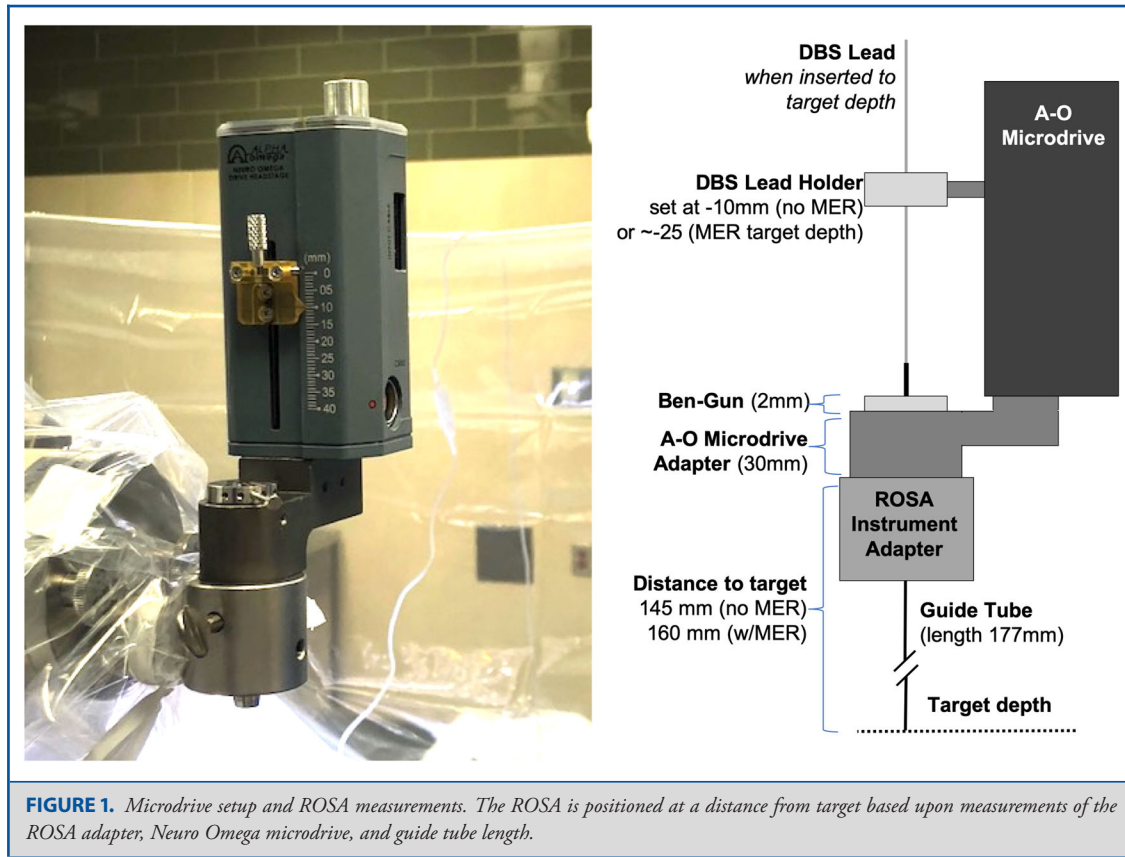 ALPHA
OMEGA
NEURO OMEGA
DRIVE HEADSTAGE
(mm)
0
05
10
15
20
25
30
35
40
DBS Lead
when inserted to
target depth
A-O
Microdrive
DBS Lead Holder
set at -10mm (no MER)
or ~-25 (MER target depth)
Ben-Gun (2mm)
A-O Microdrive
Adapter (30mm)
ROSA
Instrument
Adapter
Distance to target
145 mm (no MER)
160 mm (w/MER)
Guide Tube
(length 177mm)
Target depth
FIGURE 1. Microdrive setup and ROSA measurements. The ROSA is positioned at a distance from target based upon measurements of the
ROSA adapter, Neuro Omega microdrive, and guide tube length.